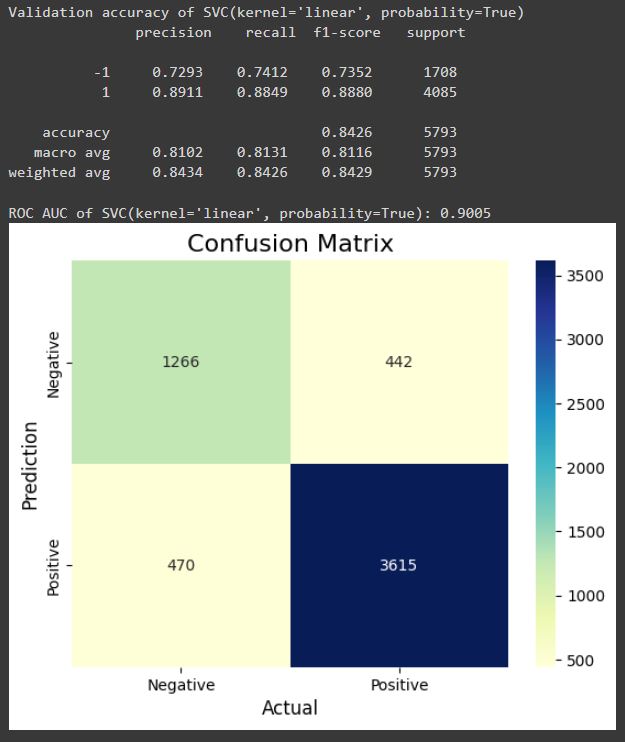 Validation accuracy of SVC(kernel='linear', probability=True)
precision recall f1-score support
-1 0.7293 0.7412 0.7352 1708
1 0.8911 0.8849 0.8880 4085
accuracy 0.8426 5793
macro avg 0.8102 0.8131 0.8116 5793
weighted avg 0.8434 0.8426 0.8429 5793
ROC AUC of SVC(kernel='linear', probability=True): 0.9005
Confusion Matrix
Prediction
Negative
Positive
1266 442
470 3615
Negative Positive
Actual
3500
3000
2500
2000
1500
1000
500